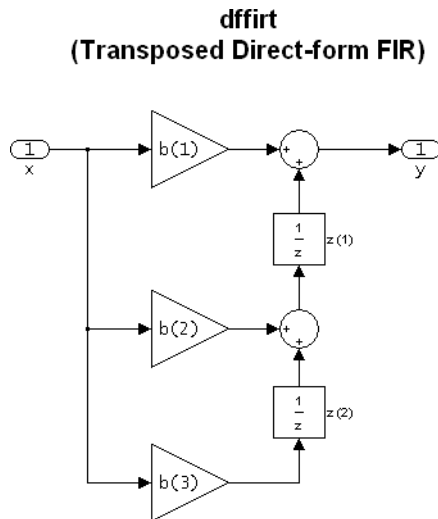 dffirt
(Transposed Direct-form FIR)
1
x
b(1)
+
+
1
y
1
z
z(1)
b(2)
+
+
1
z
z(2)
b(3)